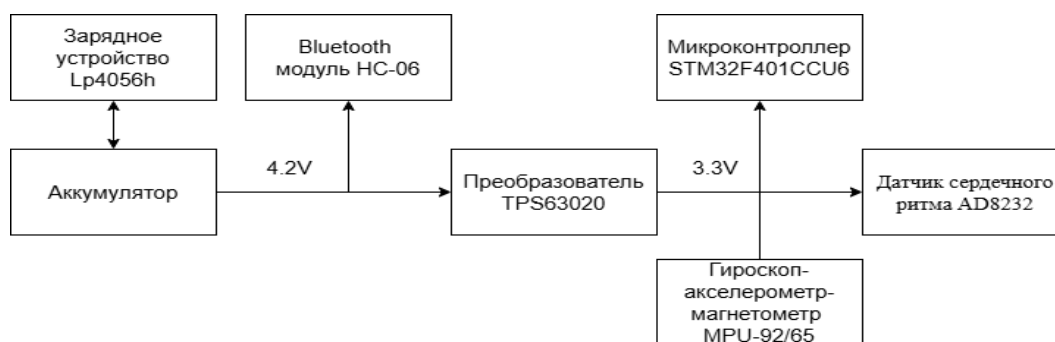 Зарядное
устройство
Lp4056h
Bluetooth
модуль HC-06
Микроконтроллер
STM32F401CCU6
Аккумулятор
4.2V
Преобразователь
TPS63020
3.3V
Датчик сердечного
ритма AD8232
Гироскоп-
акселерометр-
магнетометр
MPU-92/65